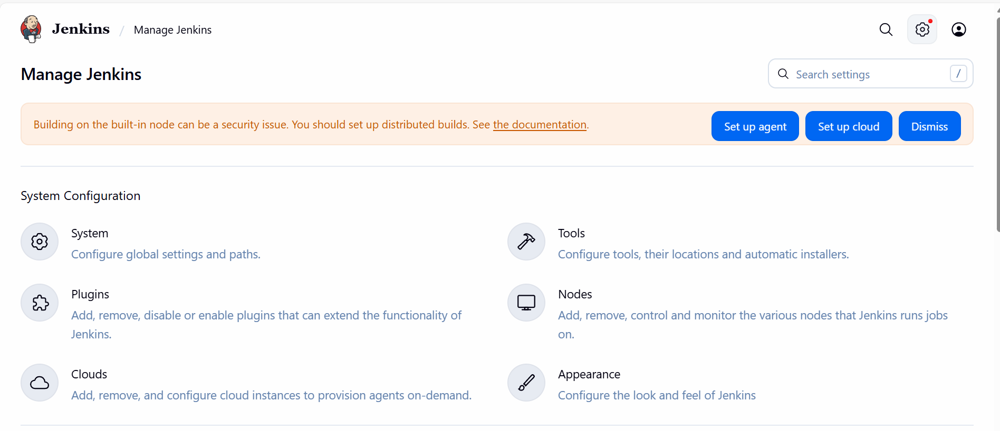 Jenkins / Manage Jenkins
Manage Jenkins
Search settings /
Building on the built-in node can be a security issue. You should set up distributed builds. See the documentation.
Set up agent Set up cloud Dismiss
System Configuration
System
Configure global settings and paths.
Tools
Configure tools, their locations and automatic installers.
Plugins
Add, remove, disable or enable plugins that can extend the functionality of
Jenkins.
Nodes
Add, remove, control and monitor the various nodes that Jenkins runs jobs
on.
Clouds
Add, remove, and configure cloud instances to provision agents on-demand.
Appearance
Configure the look and feel of Jenkins